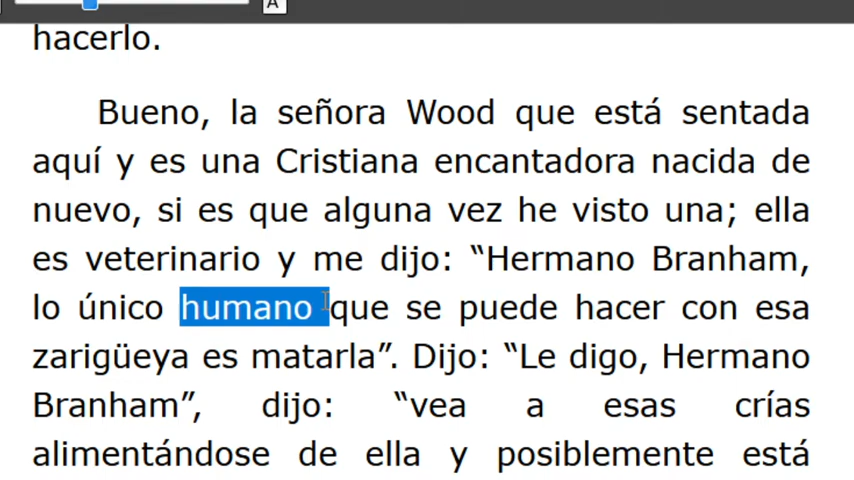 A
hacerlo.
Bueno, la señora Wood que está sentada
aquí y es una Cristiana encantadora nacida de
nuevo, si es que alguna vez he visto una; ella
es veterinario y me dijo: “Hermano Branham,
lo único humano que se puede hacer con esa
zarigüeya es matarla”. Dijo: “Le digo, Hermano
Branham”, dijo: “vea a esas crías
alimentándose de ella y posiblemente está